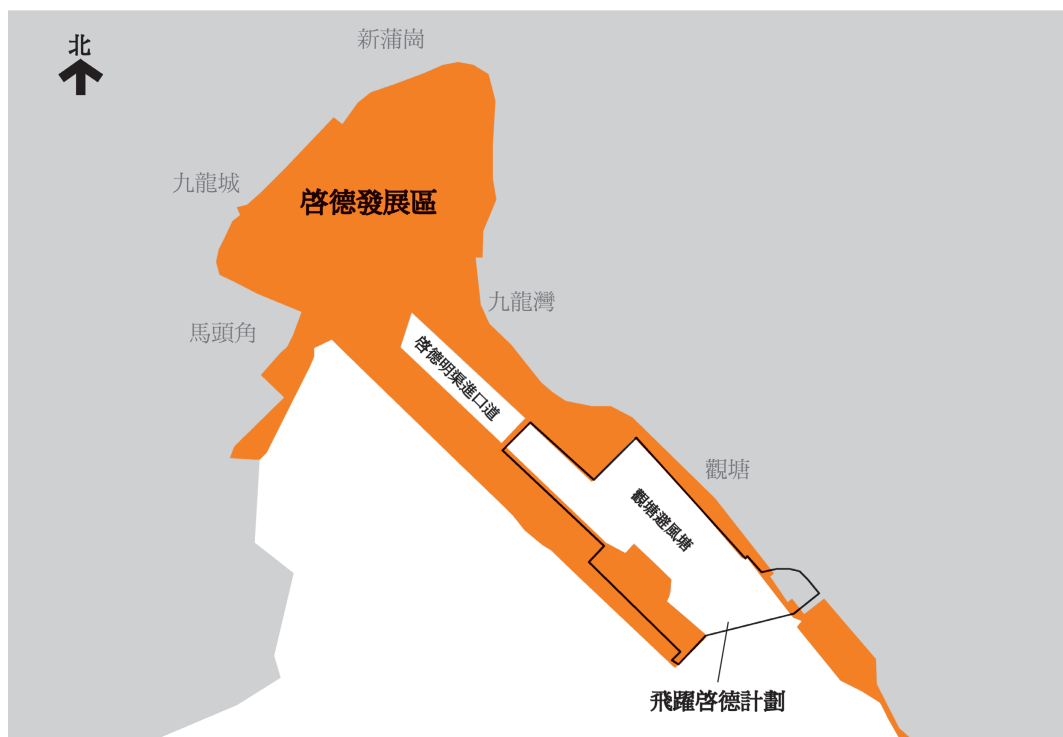 北
新蒲崗
九龍城
啓德發展區
九龍灣
馬頭角
啓德明渠進口道
觀塘
觀塘避風塘
飛躍啓德計劃